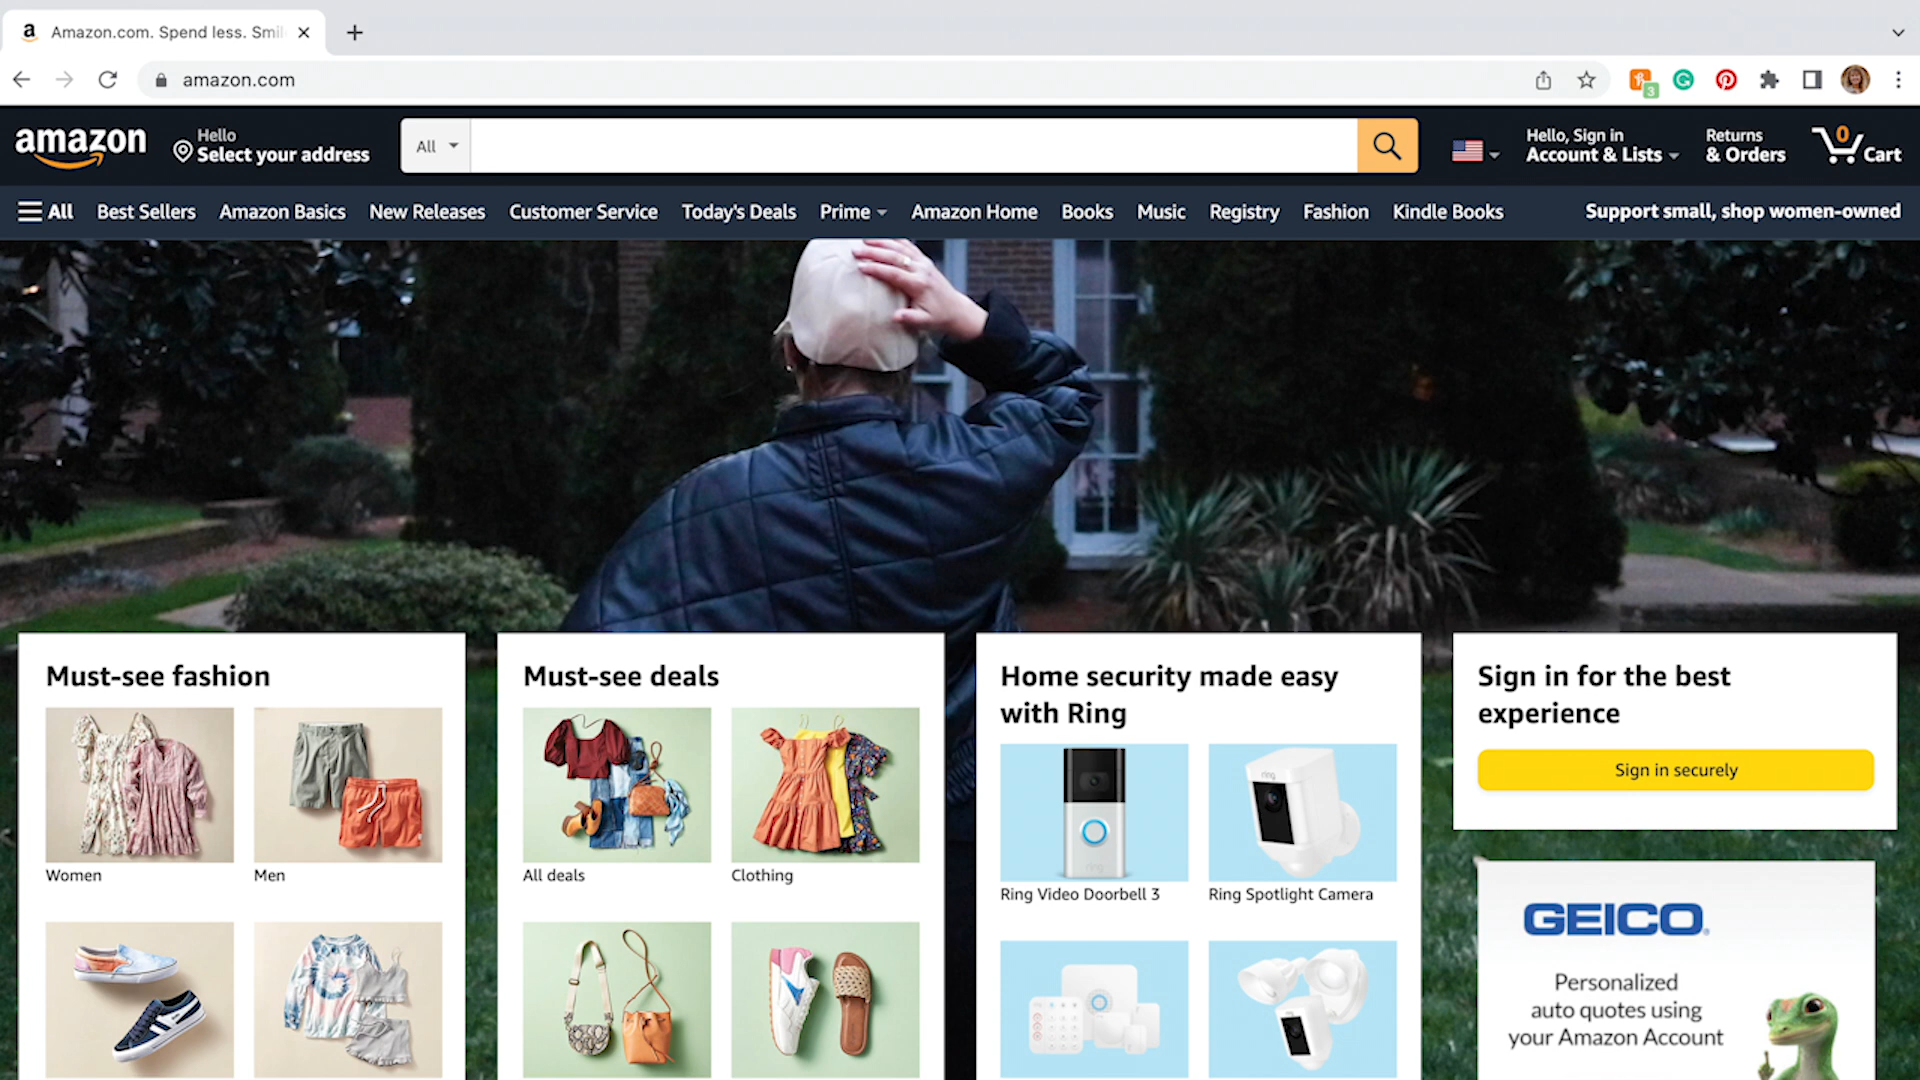 Amazon.com. Spend less. Smil
amazon.com
3
amazon
Hello
Select your address
All
Hello, Sign in
Account & Lists
Returns
& Orders
0
Cart
All
Best Sellers
Amazon Basics
New Releases
Customer Service
Today's Deals
Prime
Amazon Home
Books
Music
Registry
Fashion
Kindle Books
Support small, shop women-owned
Must-see fashion
Women
Men
Must-see deals
All deals
Clothing
Home security made easy
with Ring
ring
ring
Ring Video Doorbell 3
Ring Spotlight Camera
Sign in for the best
experience
Sign in securely
GEICO
Personalized
auto quotes using
your Amazon Account